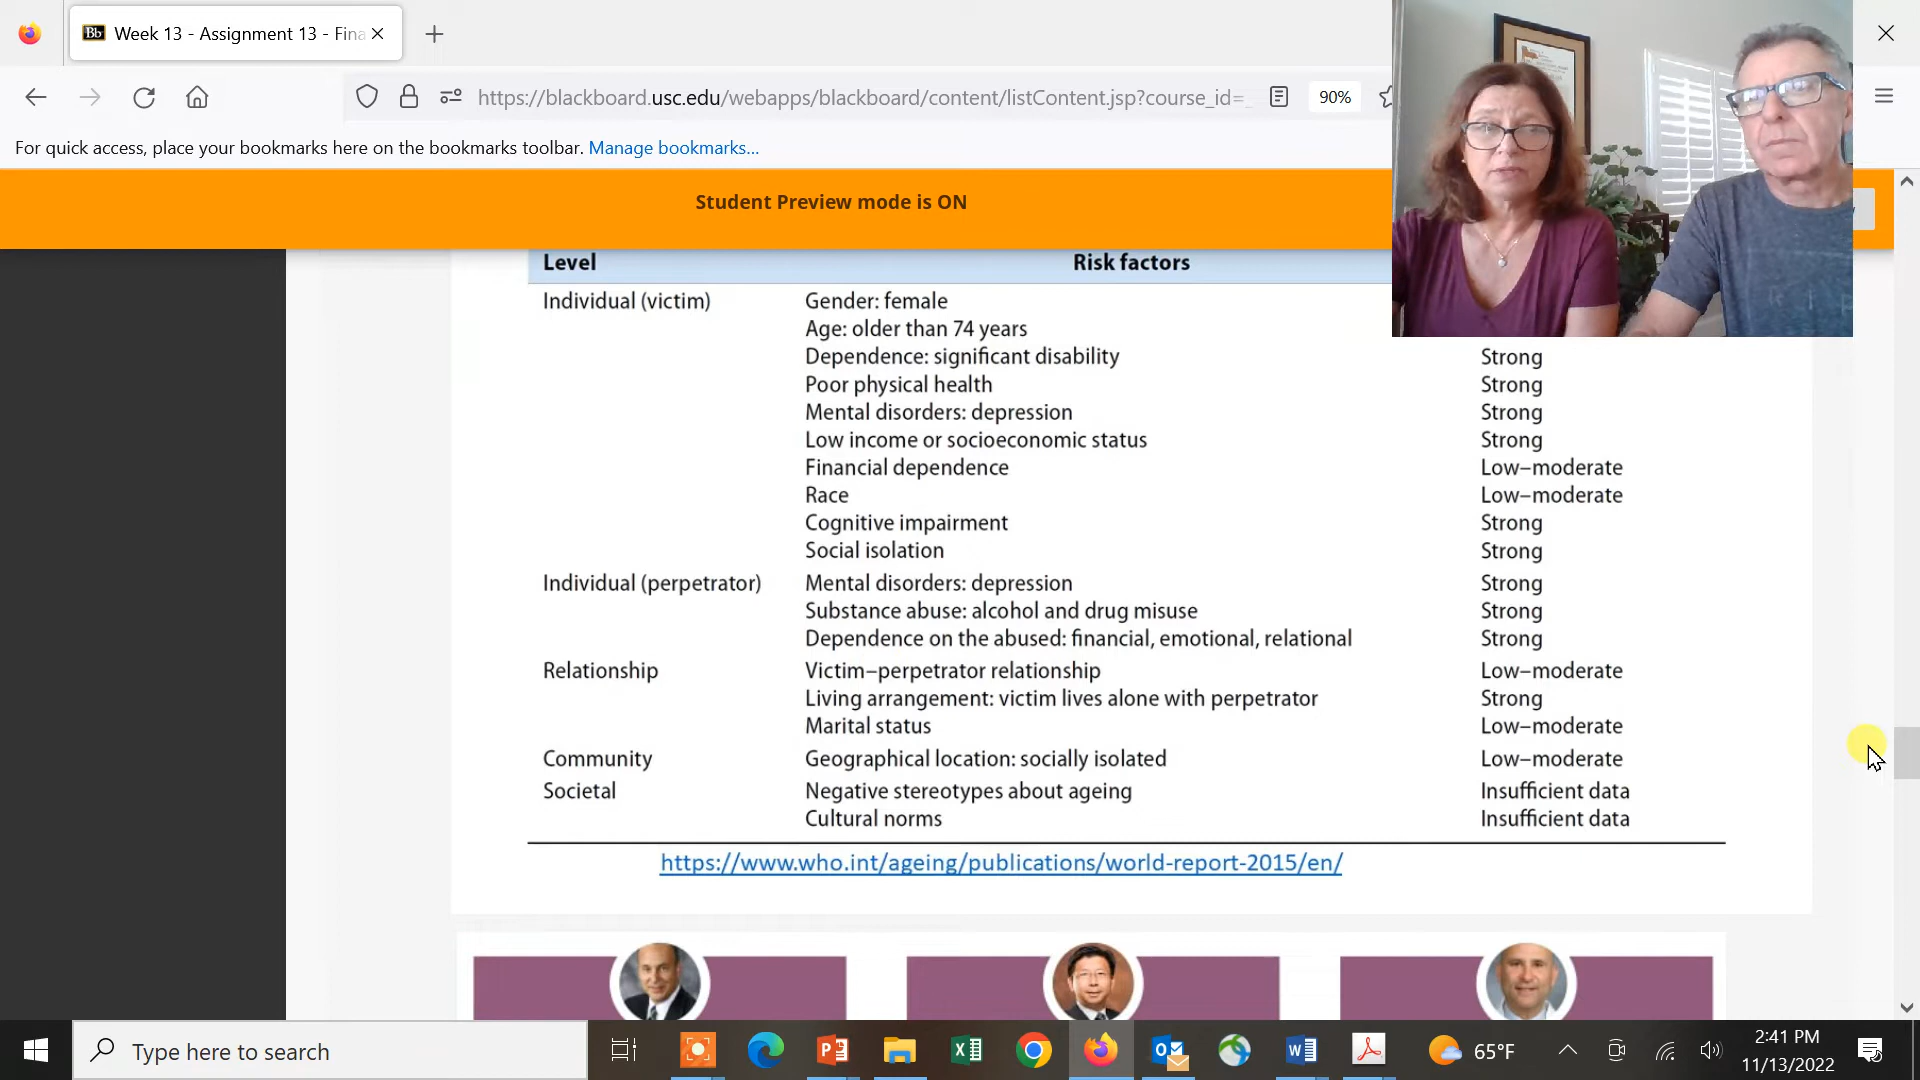 Bb Week 13 - Assignment 13 - Fina
https://blackboard.usc.edu/webapps/blackboard/content/listContent.jsp?course_id=_
90%
For quick access, place your bookmarks here on the bookmarks toolbar. Manage bookmarks...
Student Preview mode is ON
Level Risk factors
Individual (victim) Gender: female
Age: older than 74 years
Dependence: significant disability Strong
Poor physical health Strong
Mental disorders: depression Strong
Low income or socioeconomic status Strong
Financial dependence Low–moderate
Race Low–moderate
Cognitive impairment Strong
Social isolation Strong
Individual (perpetrator) Mental disorders: depression Strong
Substance abuse: alcohol and drug misuse Strong
Dependence on the abused: financial, emotional, relational Strong
Relationship Victim–perpetrator relationship Low–moderate
Living arrangement: victim lives alone with perpetrator Strong
Marital status Low–moderate
Community Geographical location: socially isolated Low–moderate
Societal Negative stereotypes about ageing Insufficient data
Cultural norms Insufficient data
https://www.who.int/ageing/publications/world-report-2015/en/
Type here to search
65°F
2:41 PM
11/13/2022